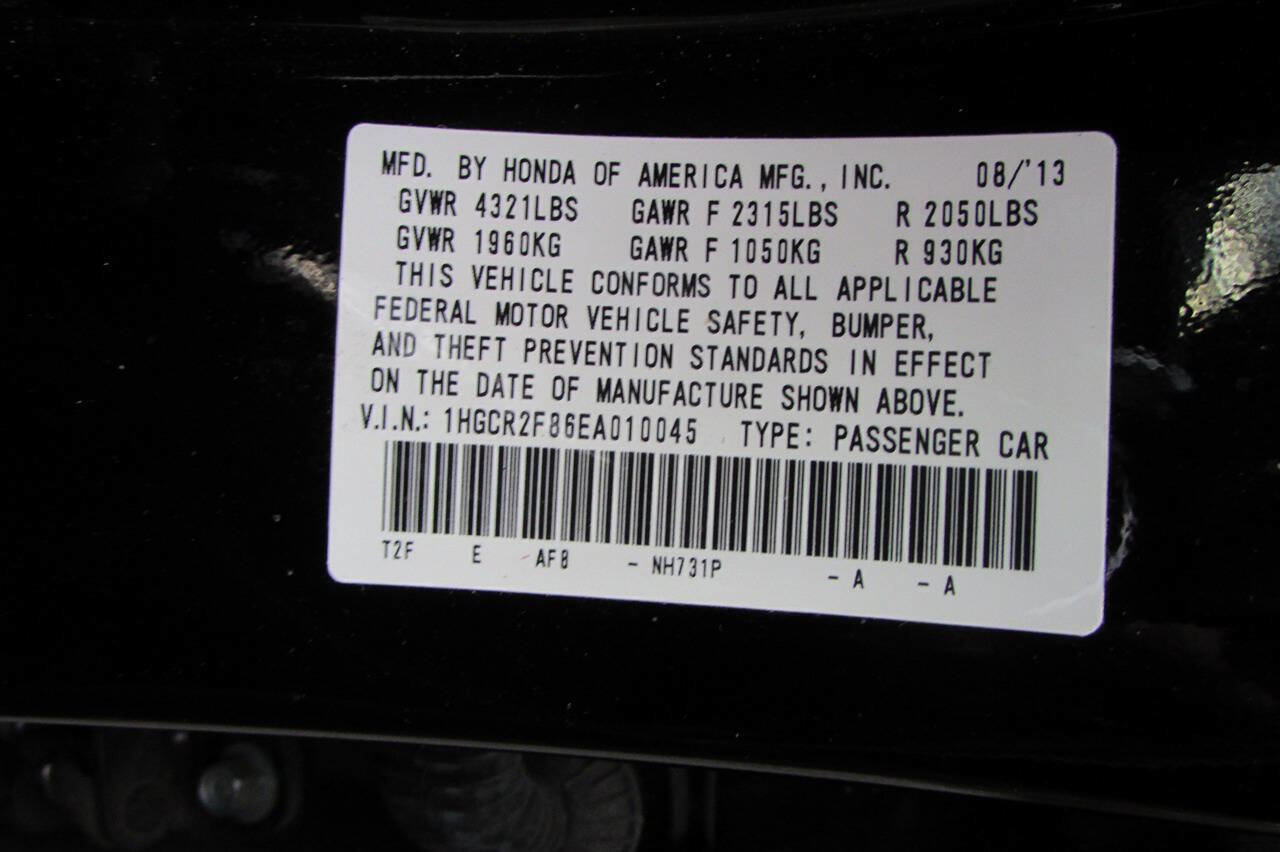 MFD. BY HONDA OF AMERICA MFG., INC. 08/'13
GVWR 4321LBS GAWR F 2315LBS R 2050LBS
GVWR 1960KG GAWR F 1050KG R 930KG
THIS VEHICLE CONFORMS TO ALL APPLICABLE
FEDERAL MOTOR VEHICLE SAFETY, BUMPER,
AND THEFT PREVENTION STANDARDS IN EFFECT
ON THE DATE OF MANUFACTURE SHOWN ABOVE.
V.I.N.: 1HGCR2F86EA010045 TYPE: PASSENGER CAR
T2F E -AF8 - NH731P - A - A